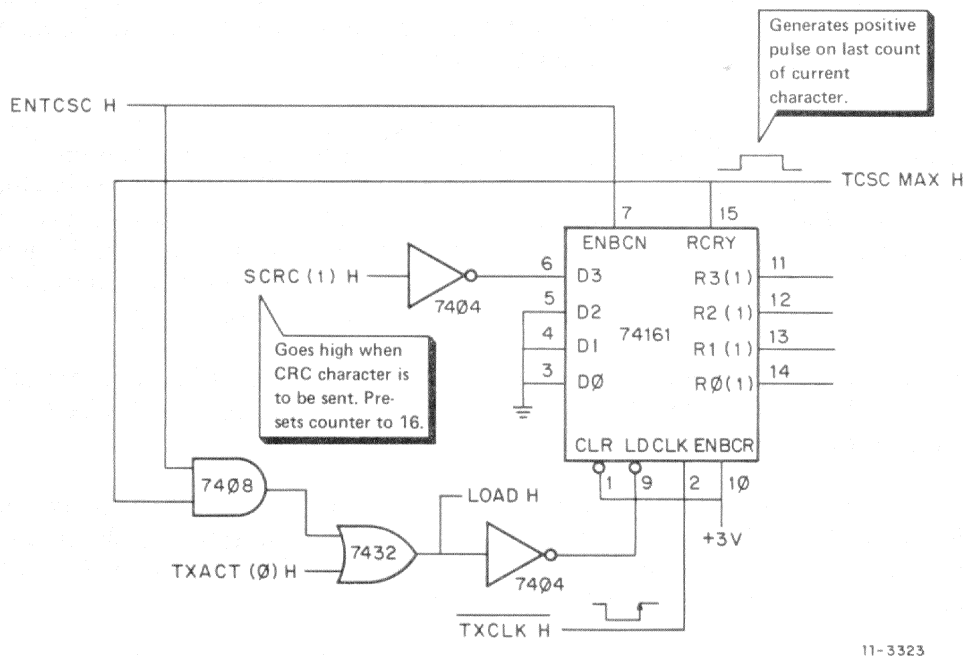 Generates positive
pulse on last count
of current
character.
ENTCSC H
TCSC MAX H
7
15
ENBCN
RCRY
SCRC (1) H
74Ø4
6
D3
R3(1)
11
5
D2
R2(1)
12
74161
4
D1
R1(1)
13
3
DØ
RØ(1)
14
Goes high when
CRC character is
to be sent. Pre-
sets counter to 16.
CLR
LD
CLK
ENBCR
1
9
2
1Ø
74Ø8
LOAD H
+3V
7432
TXACT (Ø) H
74Ø4
TXCLK H
11-3323